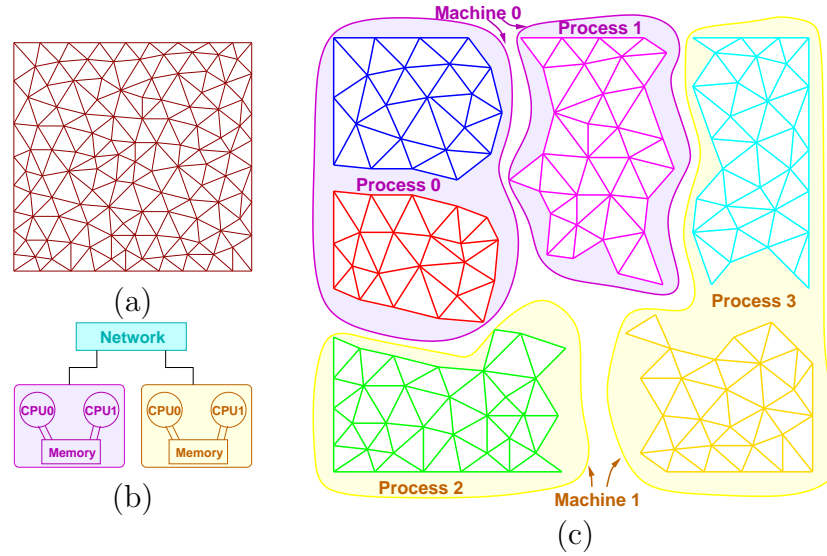 (a)
Network
CPU0 CPU1 CPU0 CPU1
Memory Memory
(b)
Machine 0
Process 1
Process 0
Process 3
Process 2
Machine 1
(c)